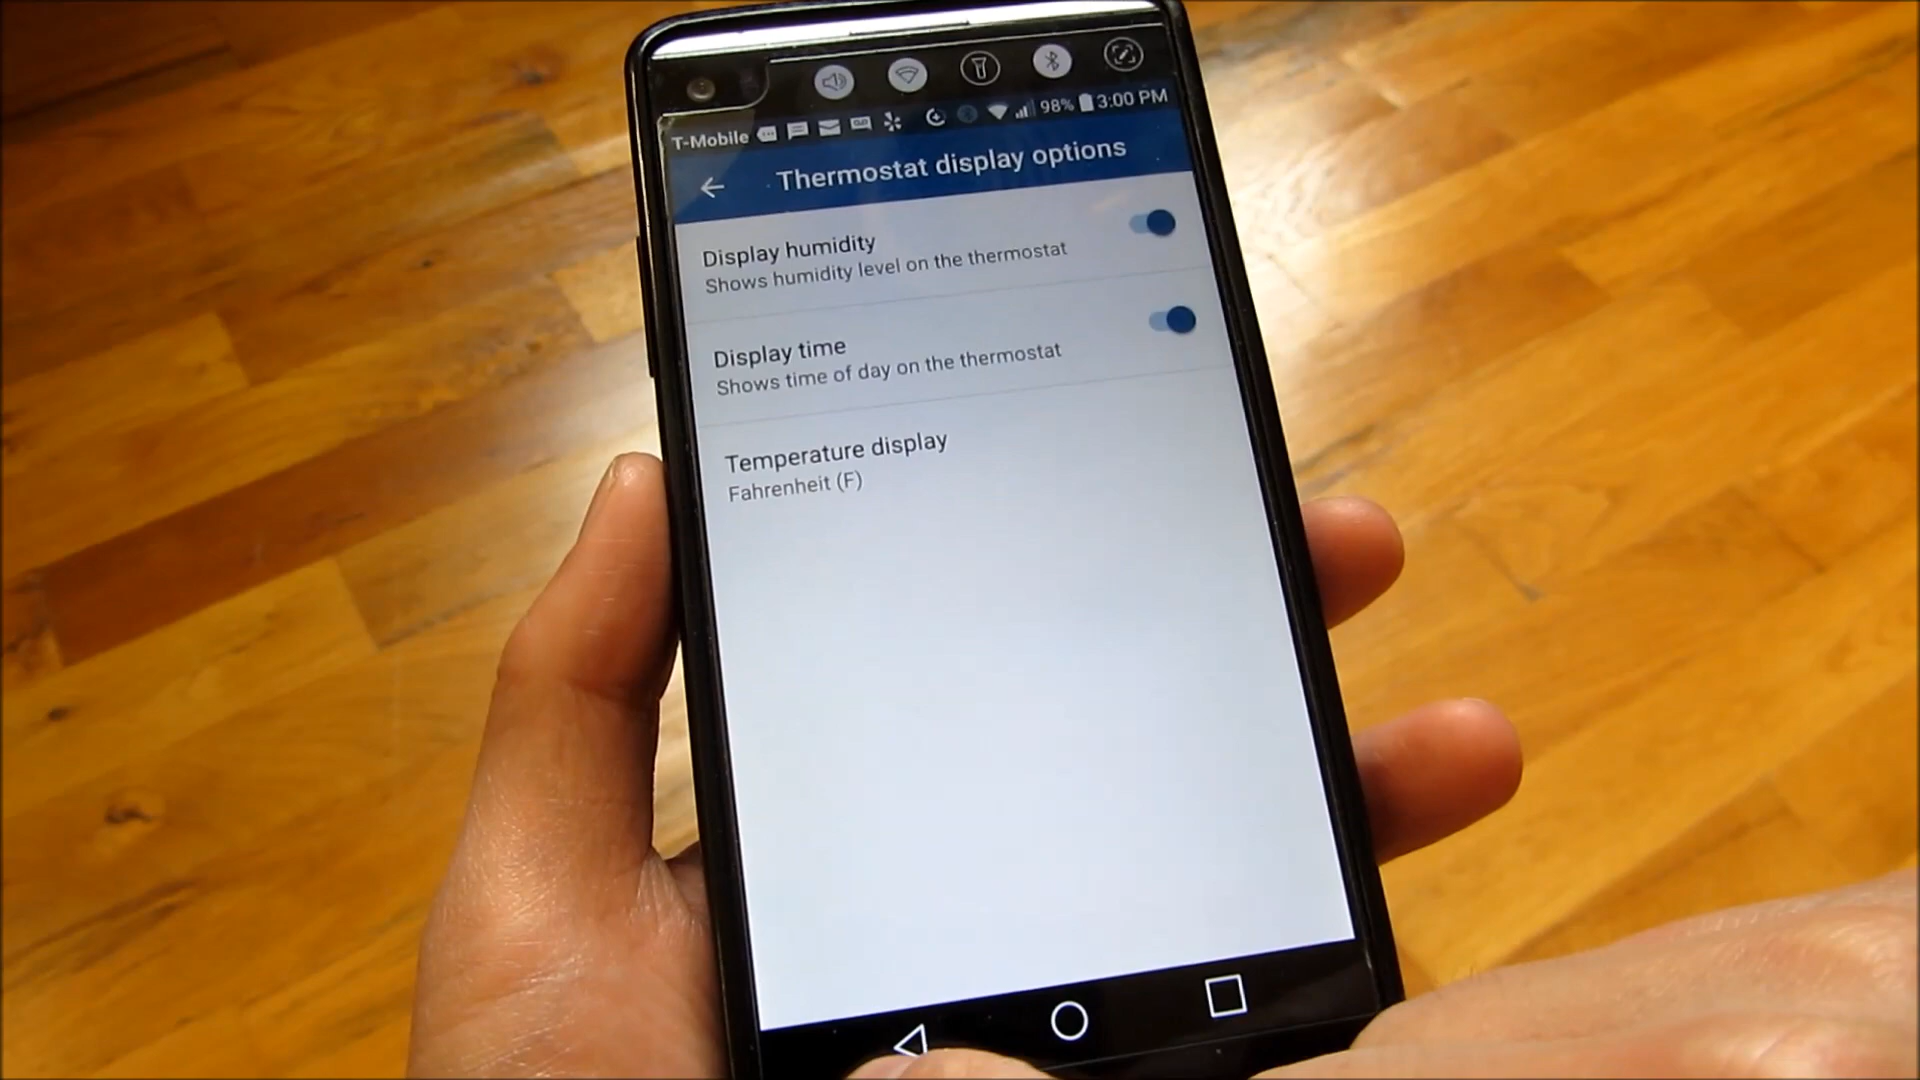 T-Mobile 98% 3:00 PM
Thermostat display options
Display humidity
Shows humidity level on the thermostat
Display time
Shows time of day on the thermostat
Temperature display
Fahrenheit (F)